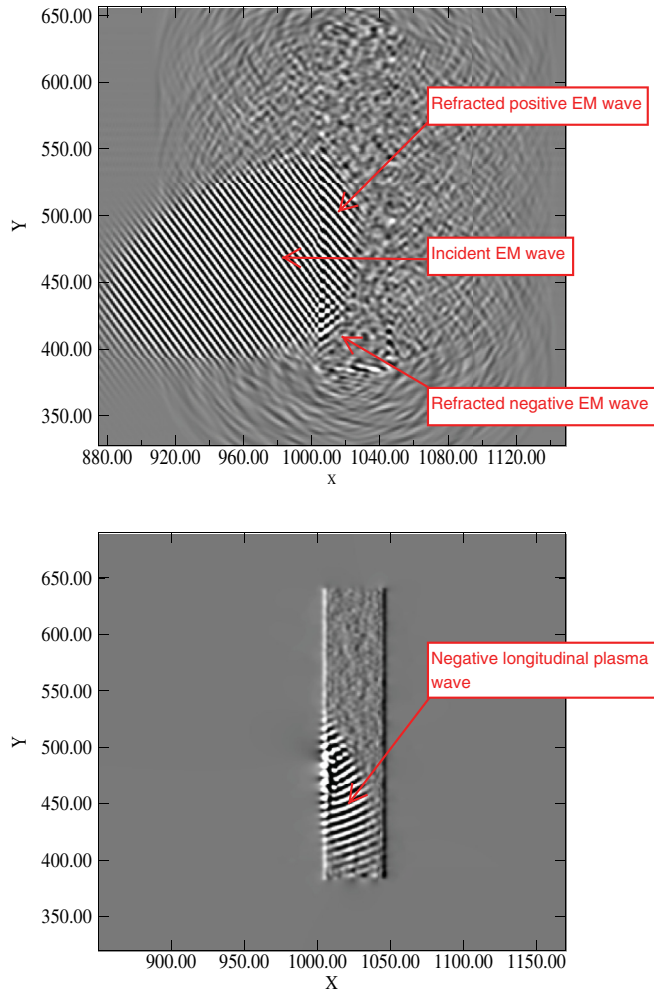 650.00
600.00
Refracted positive EM wave
550.00
500.00
Y
Incident EM wave
450.00
400.00
Refracted negative EM wave
350.00
880.00 920.00 960.00 1000.00 1040.00 1080.00 1120.00
X
650.00
600.00
Negative longitudinal plasma
wave
550.00
Y
500.00
450.00
400.00
350.00
900.00 950.00 1000.00 1050.00 1100.00 1150.00
X